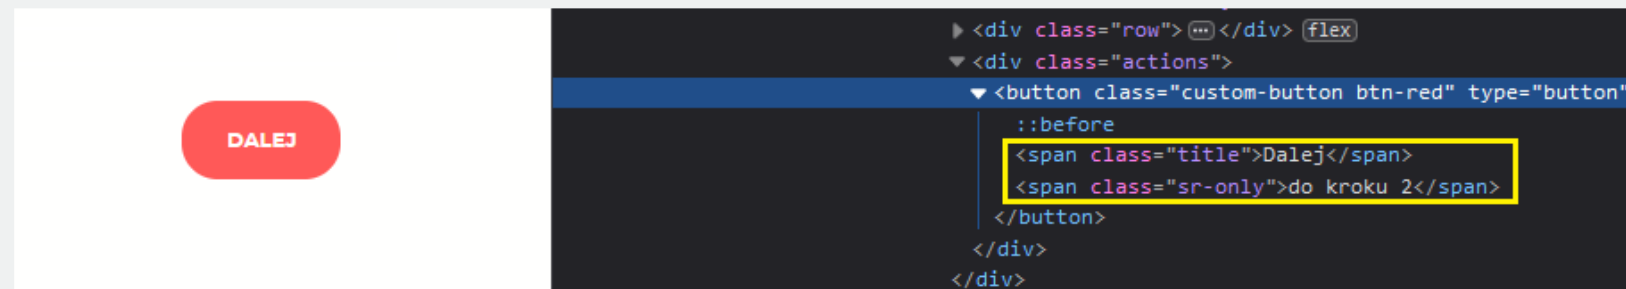 DALEJ
<div class="row"> ⋯ </div> flex
<div class="actions">
<button class="custom-button btn-red" type="button"
::before
<span class="title">Dalej</span>
<span class="sr-only">do kroku 2</span>
</button>
</div>
</div>